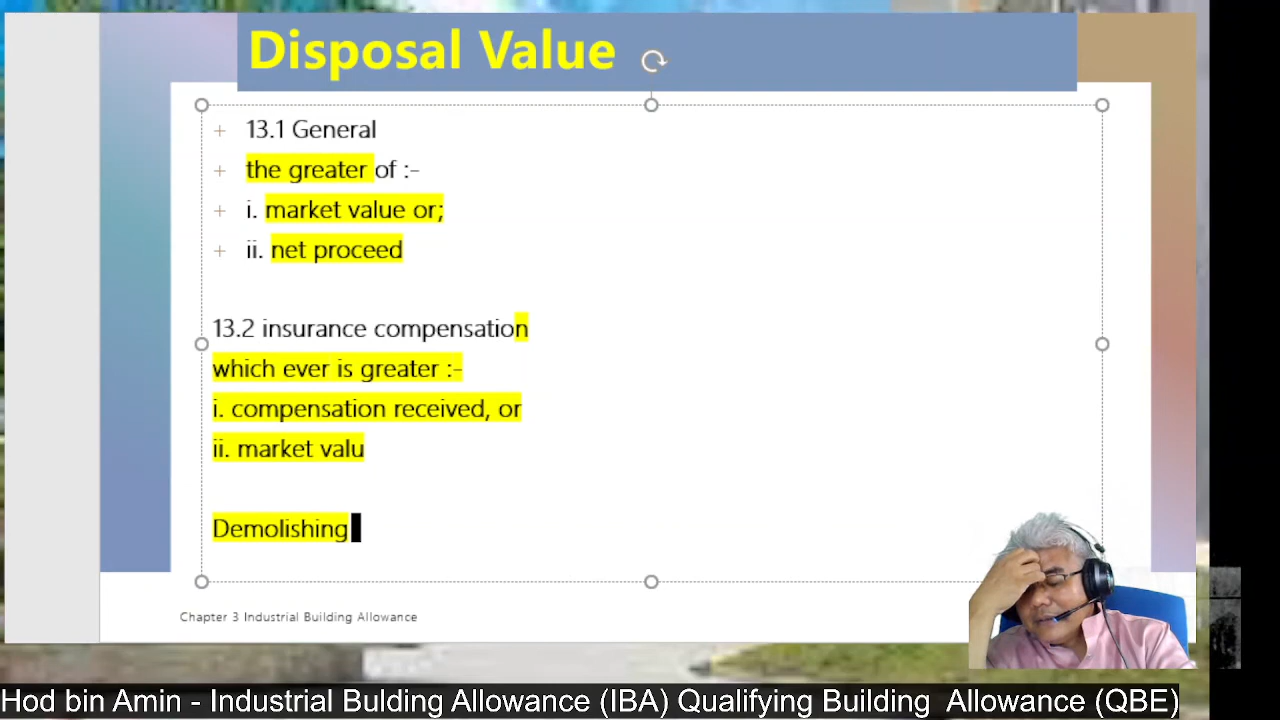 Disposal Value
+ 13.1 General
+ the greater of :-
+ i. market value or;
+ ii. net proceed
13.2 insurance compensation
which ever is greater :-
i. compensation received, or
ii. market valu
Demolishing
Chapter 3 Industrial Building Allowance
Hod bin Amin - Industrial Bulding Allowance (IBA) Qualifying Building Allowance (QBE)